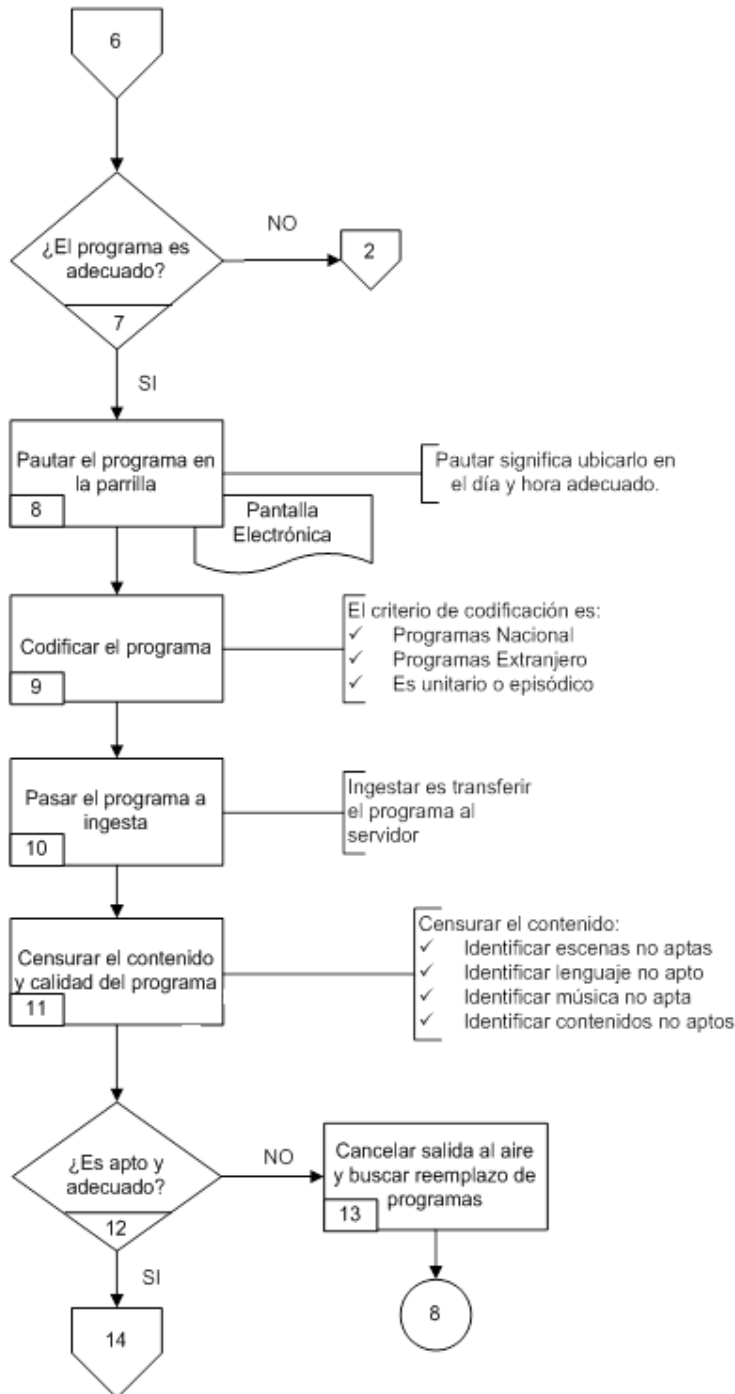 6
¿El programa es
adecuado?
7
NO
2
SI
Pautar el programa en
la parrilla
8
Pantalla
Electrónica
Pautar significa ubicarlo en
el día y hora adecuado.
Codificar el programa
9
El criterio de codificación es:
✓ Programas Nacional
✓ Programas Extranjero
✓ Es unitario o episódico
Pasar el programa a
ingesta
10
Ingestar es transferir
el programa al
servidor
Censurar el contenido
y calidad del programa
11
Censurar el contenido:
✓ Identificar escenas no aptas
✓ Identificar lenguaje no apto
✓ Identificar música no apta
✓ Identificar contenidos no aptos
¿Es apto y
adecuado?
12
NO
Cancelar salida al aire
y buscar reemplazo de
programas
13
8
SI
14